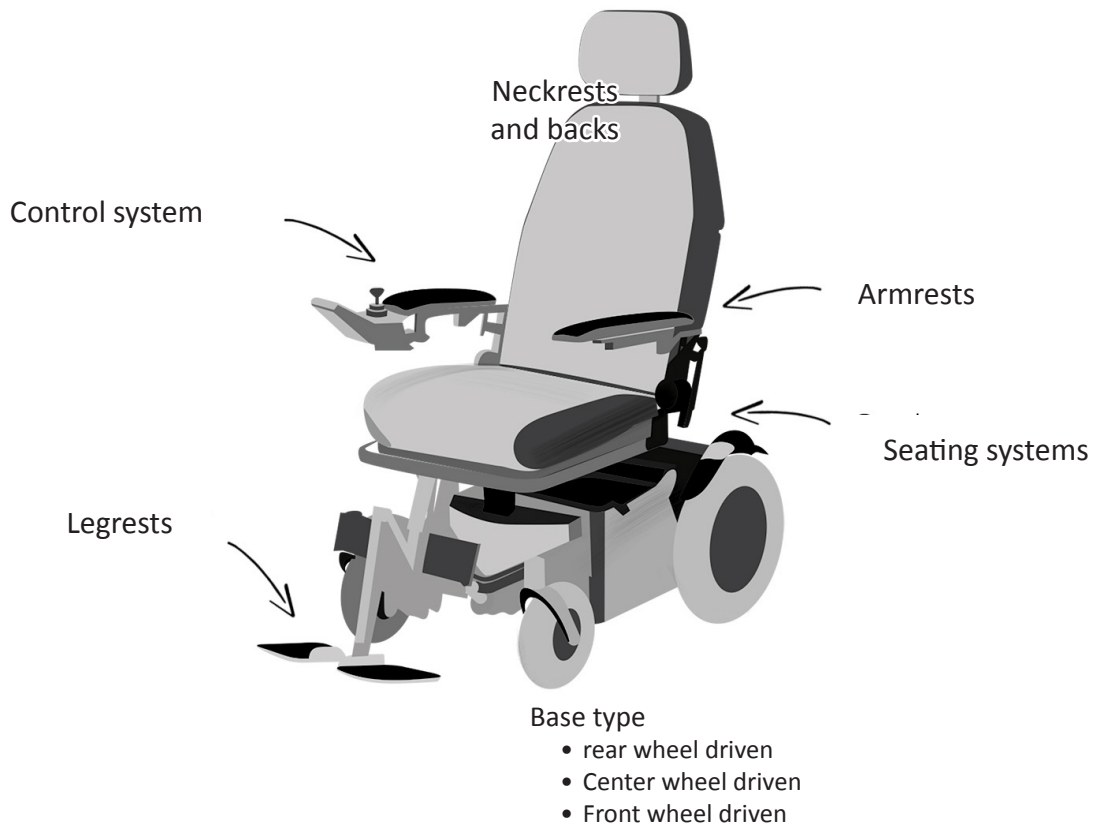 Neckrests
and backs
Control system
Armrests
Seating systems
Legrests
Base type
• rear wheel driven
• Center wheel driven
• Front wheel driven